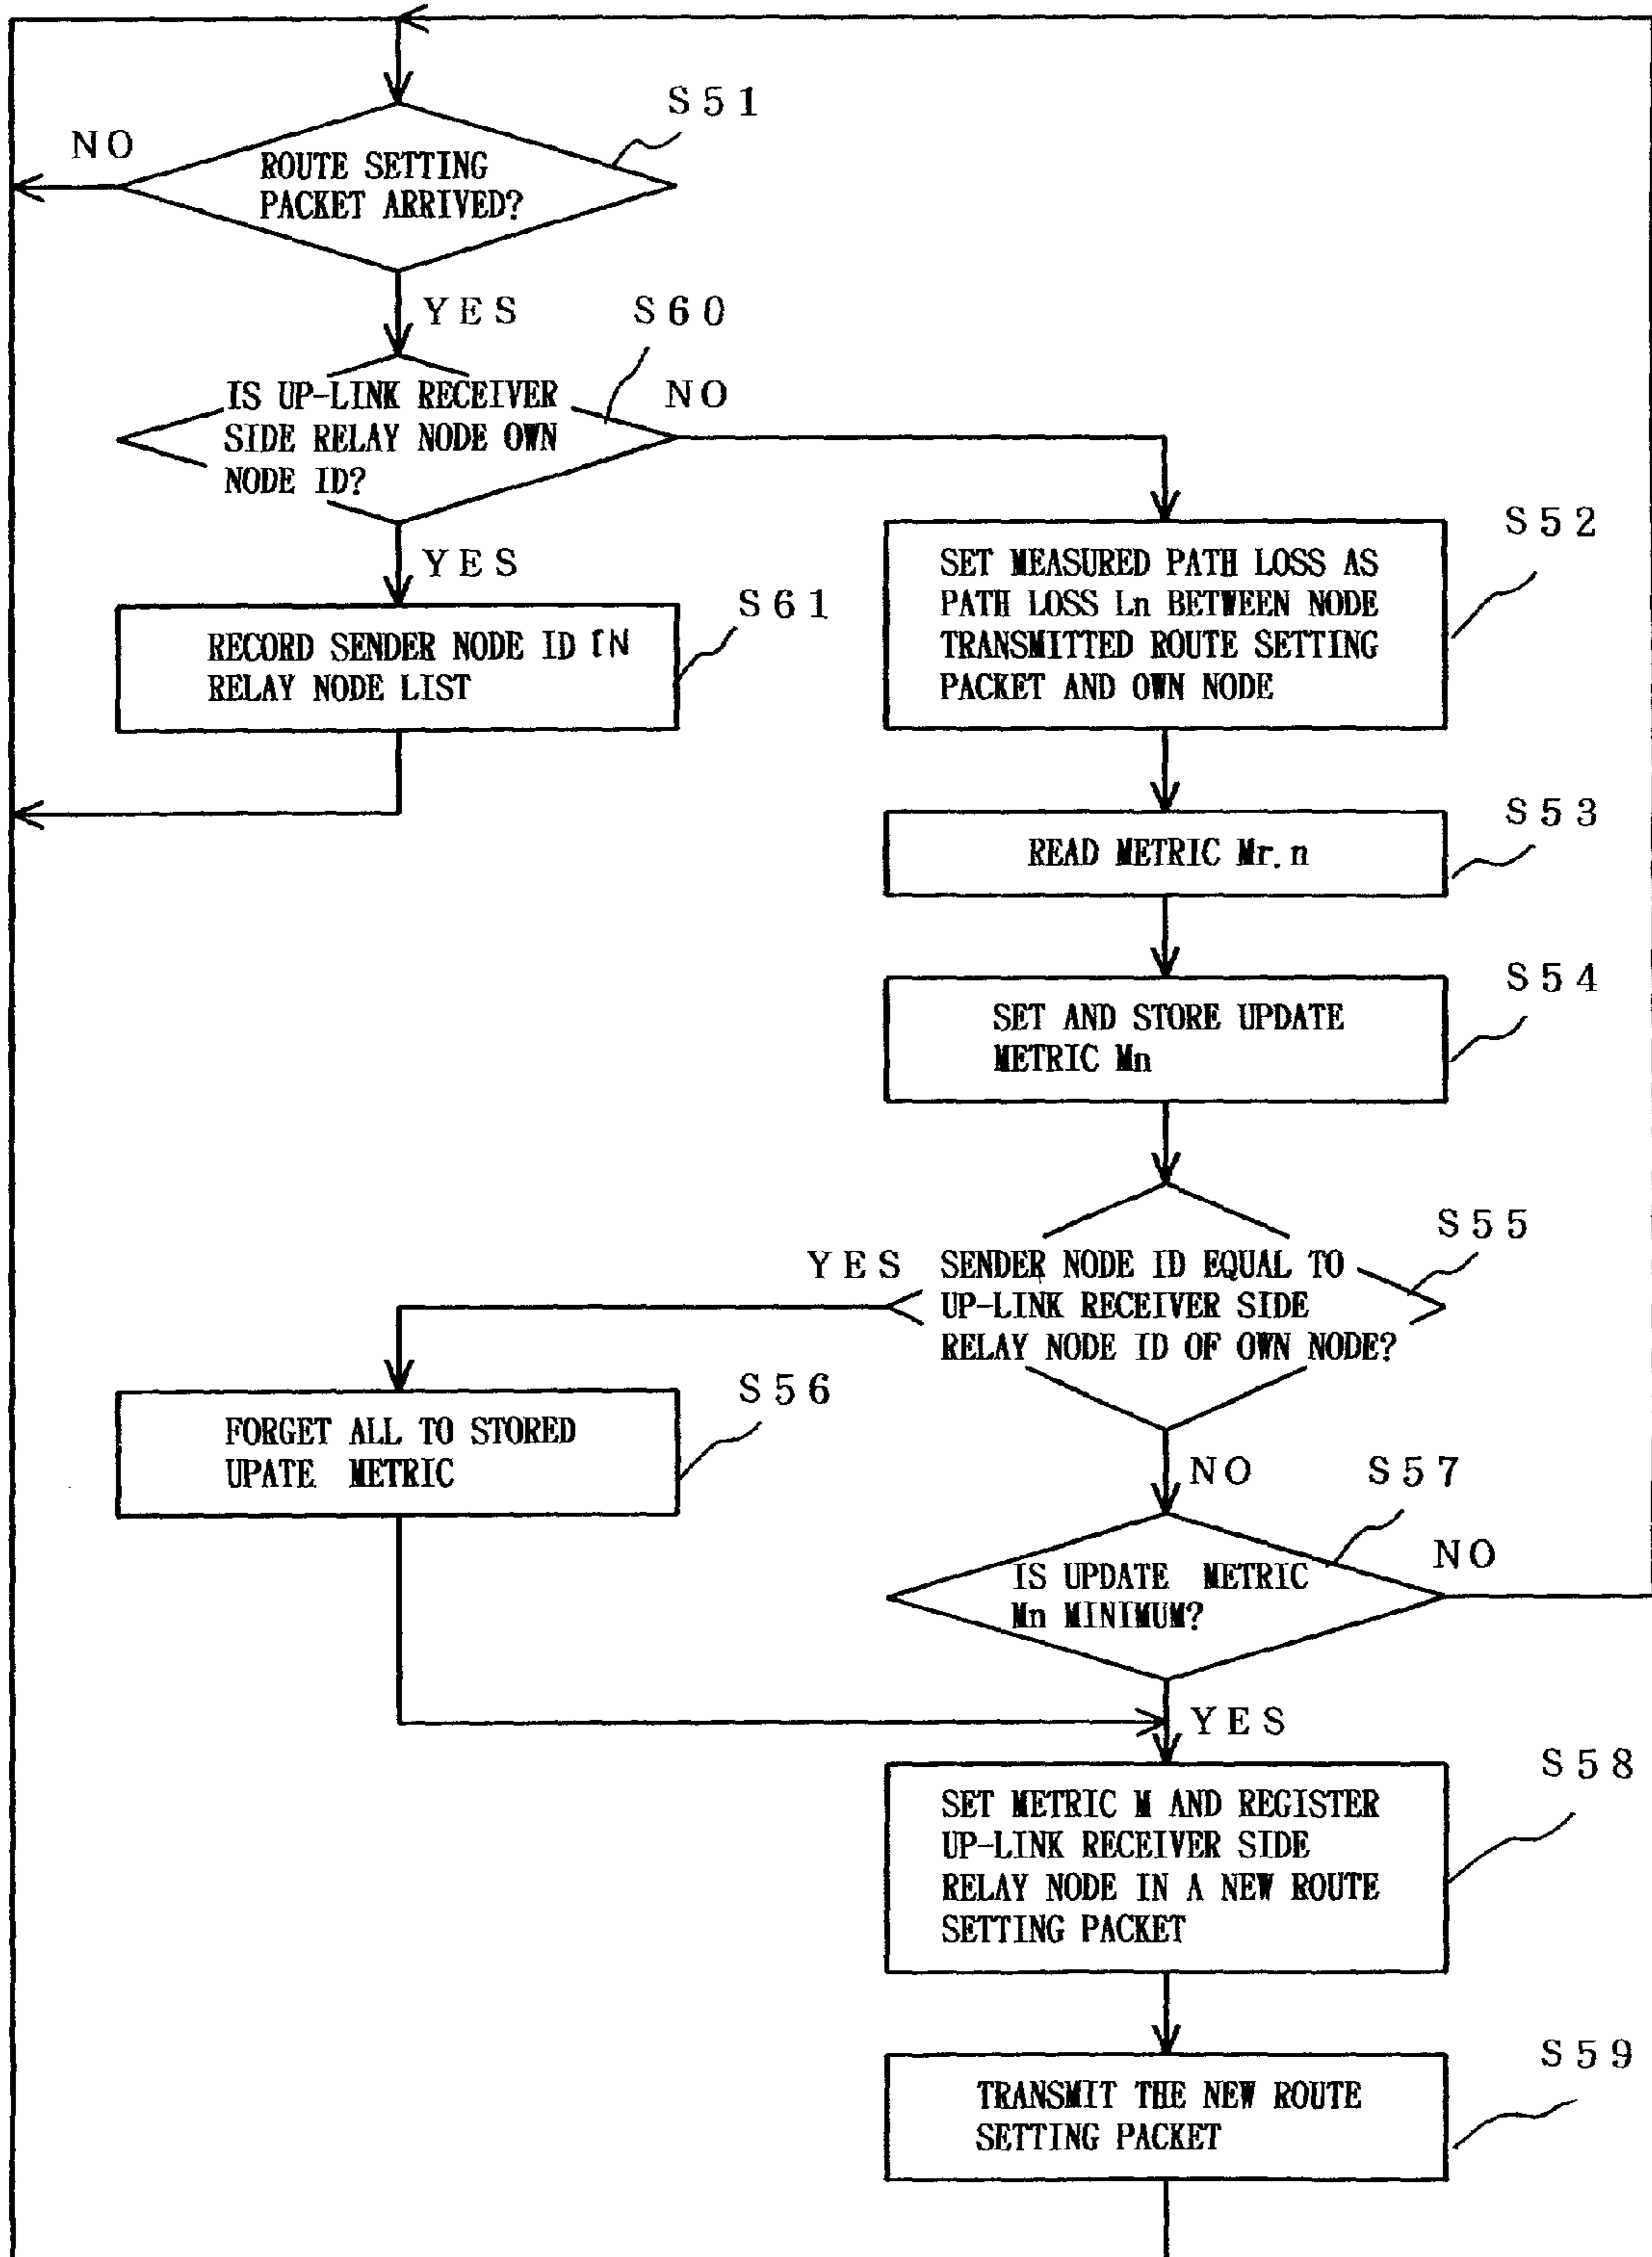 S51
NO
ROUTE SETTING
PACKET ARRIVED?
YES
S60
IS UP-LINK RECEIVER
SIDE RELAY NODE OWN
NODE ID?
NO
YES
S61
RECORD SENDER NODE ID IN
RELAY NODE LIST
S52
SET MEASURED PATH LOSS AS
PATH LOSS Ln BETWEEN NODE
TRANSMITTED ROUTE SETTING
PACKET AND OWN NODE
S53
READ METRIC Mr.n
S54
SET AND STORE UPDATE
METRIC Mn
S55
YES
SENDER NODE ID EQUAL TO
UP-LINK RECEIVER SIDE
RELAY NODE ID OF OWN NODE?
S56
FORGET ALL TO STORED
UPATE METRIC
NO
S57
IS UPDATE METRIC
Mn MINIMUM?
NO
YES
S58
SET METRIC M AND REGISTER
UP-LINK RECEIVER SIDE
RELAY NODE IN A NEW ROUTE
SETTING PACKET
S59
TRANSMIT THE NEW ROUTE
SETTING PACKET